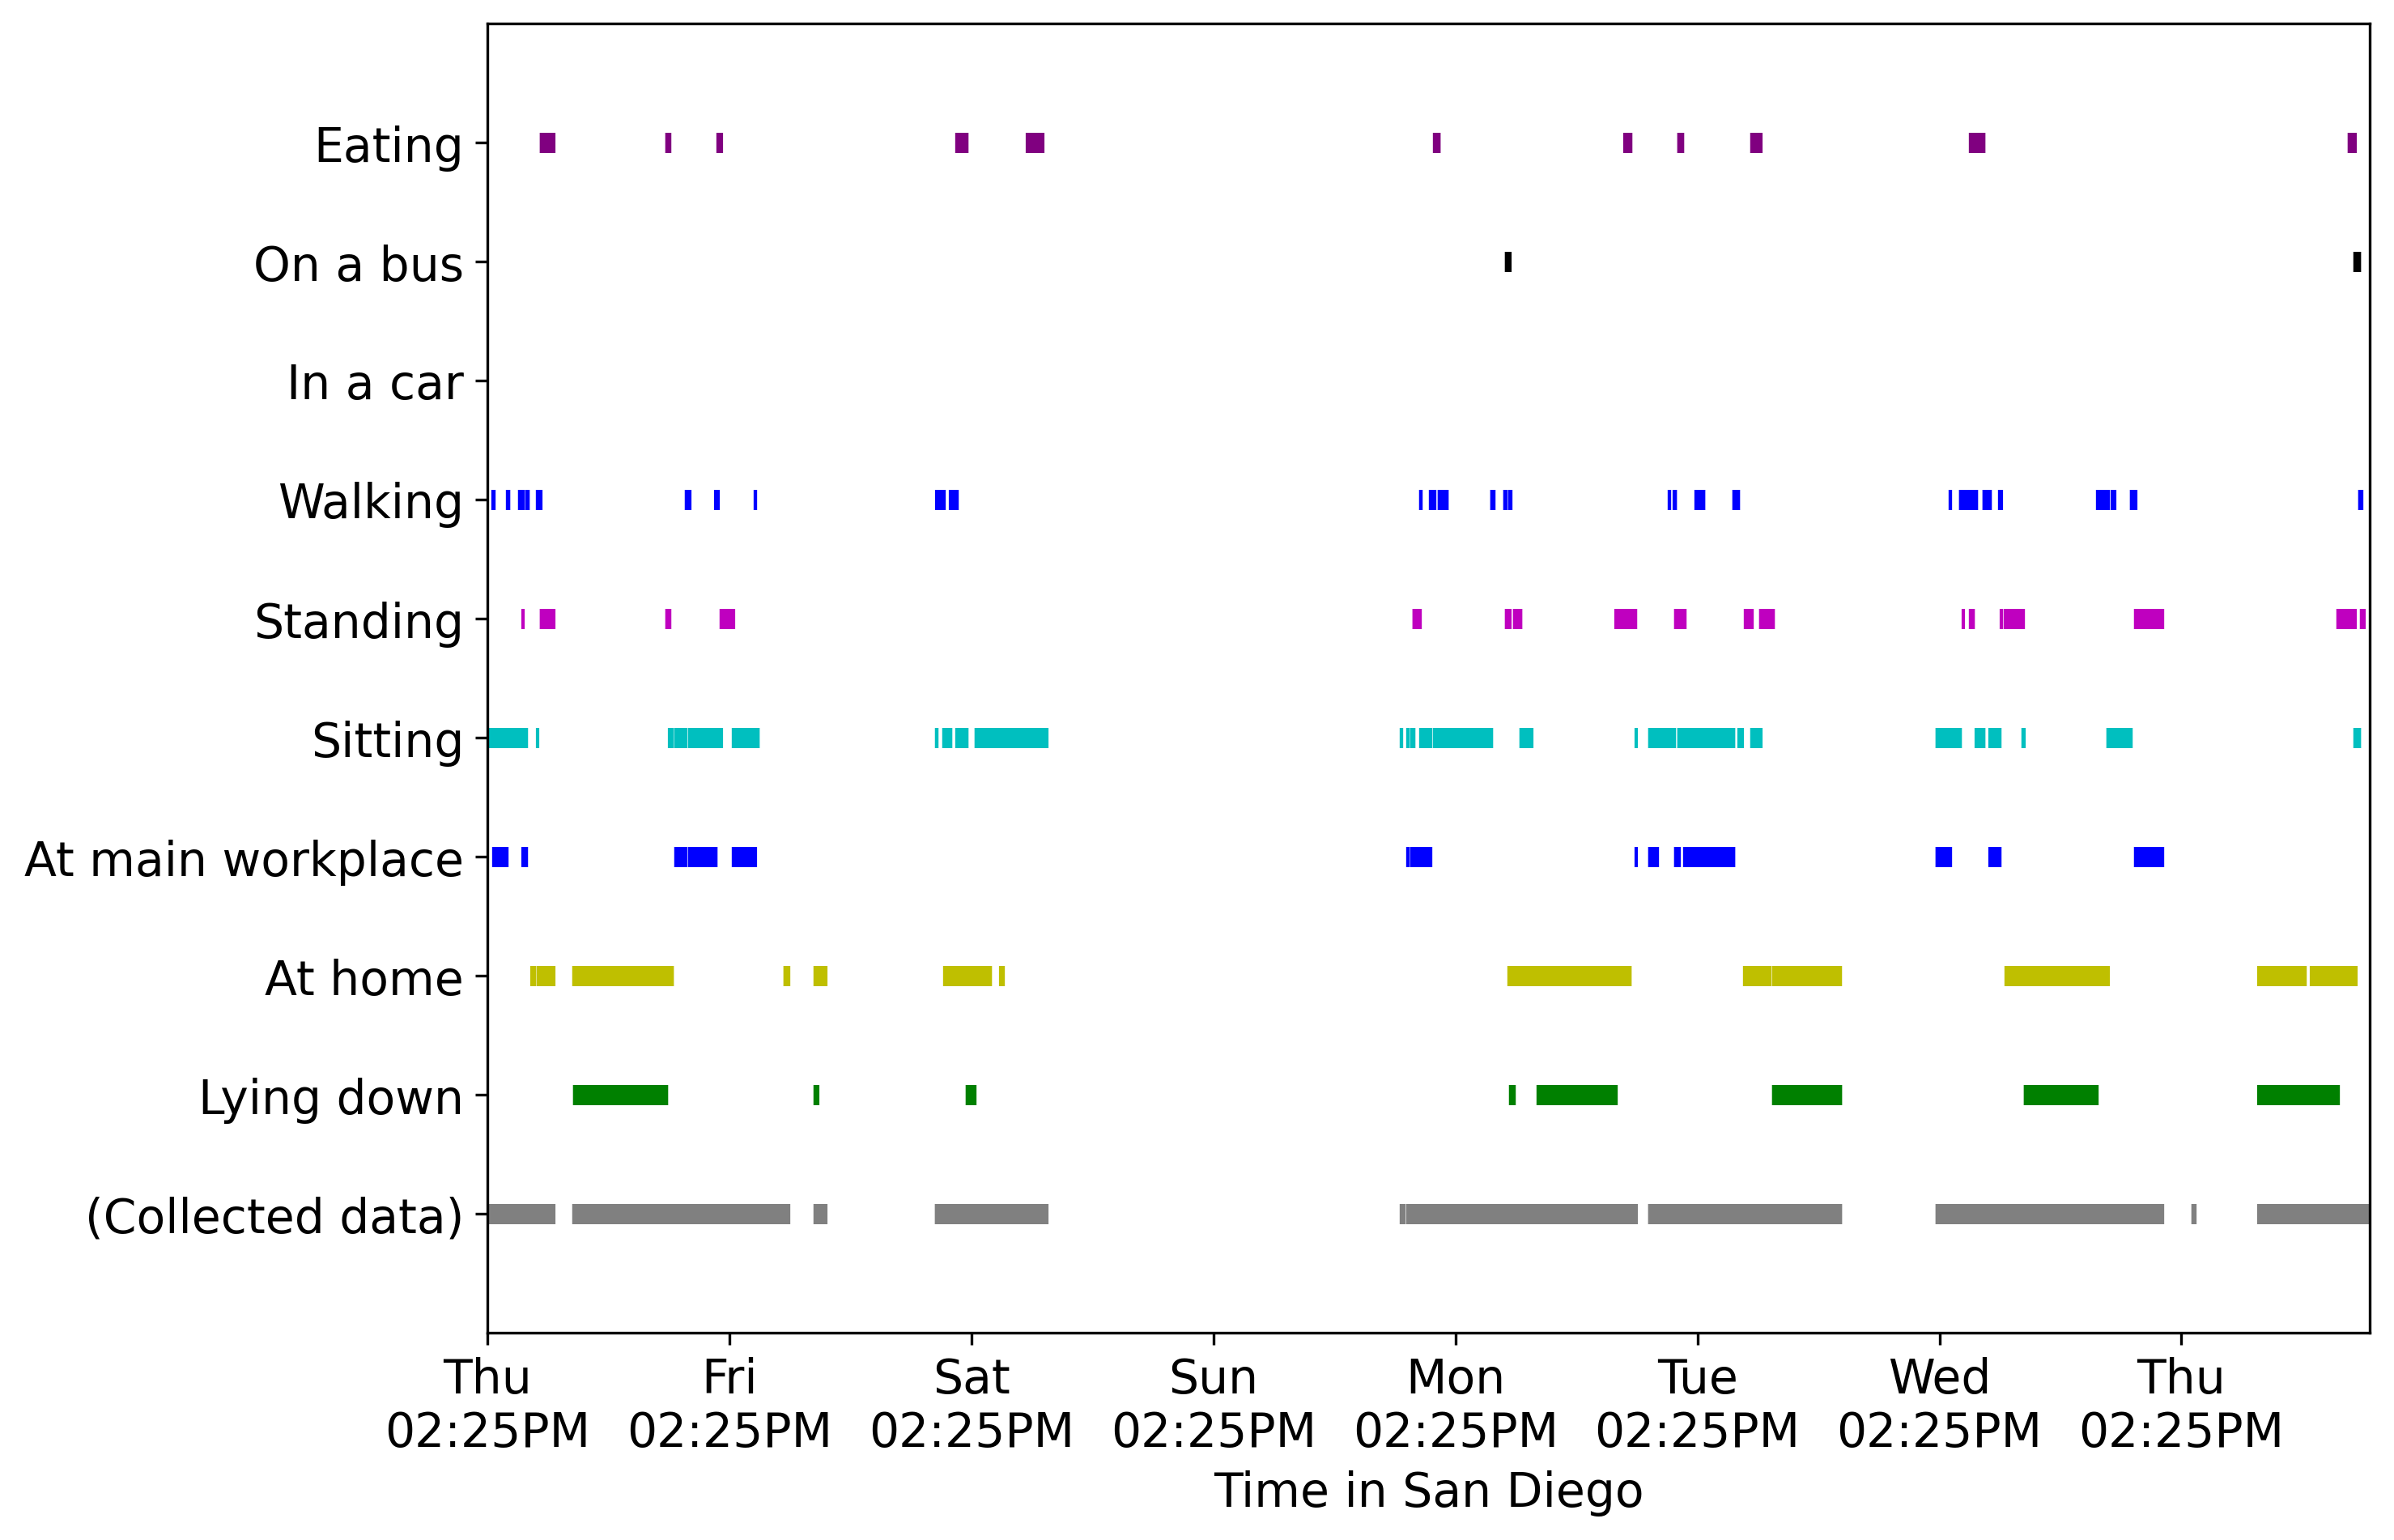 Eating
On a bus
In a car
Walking
Standing
Sitting
At main workplace
At home
Lying down
(Collected data)
Thu Fri Sat Sun Mon Tue Wed Thu
02:25PM 02:25PM 02:25PM 02:25PM 02:25PM 02:25PM 02:25PM 02:25PM
Time in San Diego